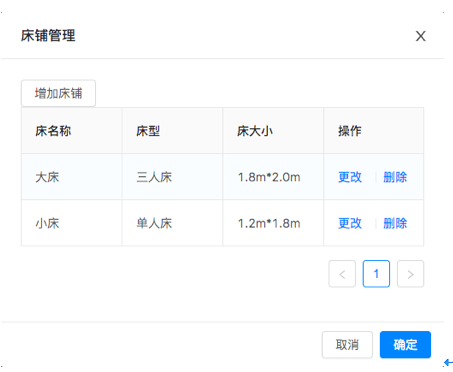 床铺管理
增加床铺
床名称 床型 床大小 操作
大床 三人床 1.8m*2.0m 更改 删除
小床 单人床 1.2m*1.8m 更改 删除
1
取消 确定